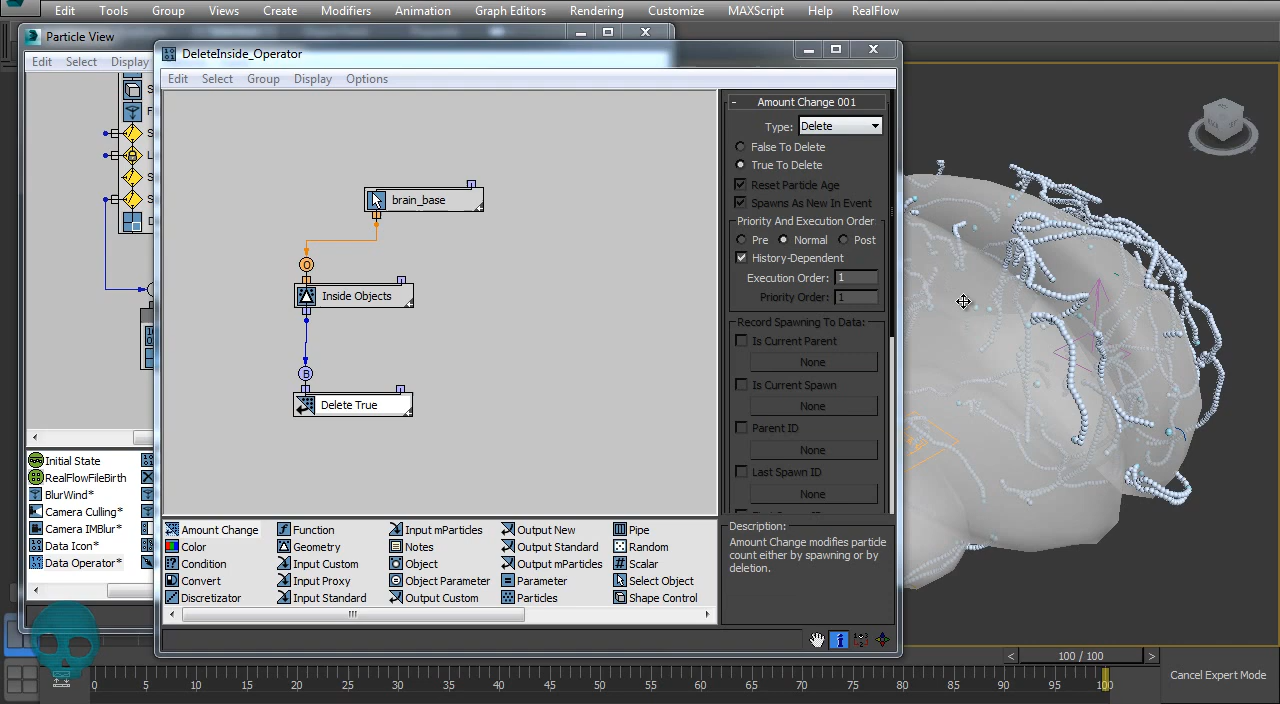 Edit Tools Group Views Create Modifiers Animation Graph Editors Rendering Customize MAXScript Help RealFlow
Particle View
Edit Select Display
DeleteInside_Operator
Edit Select Group Display Options
brain_base
O
Inside Objects
B
Delete True
- Amount Change 001
Type: Delete
False To Delete
True To Delete
Reset Particle Age
Spawns As New In Event
Priority And Execution Order
Pre Normal Post
History-Dependent
Execution Order: 1
Priority Order: 1
Record Spawning To Data:
Is Current Parent
None
Is Current Spawn
None
Parent ID
None
Last Spawn ID
None
Initial State
RealFlowFileBirth
BlurWind*
Camera Culling*
Camera IMBlur*
Data Icon*
Data Operator*
Amount Change Function Input mParticles Output New Pipe
Color Geometry Notes Output Standard Random
Condition Input Custom Object Output mParticles Scalar
Convert Input Proxy Object Parameter Parameter Select Object
Discretizator Input Standard Output Custom Particles Shape Control
Description:
Amount Change modifies particle
count either by spawning or by
deletion.
< 100 / 100 >
0 5 10 15 20 25 30 35 40 45 50 55 60 65 70 75 80 85 90 95 100
Cancel Expert Mode